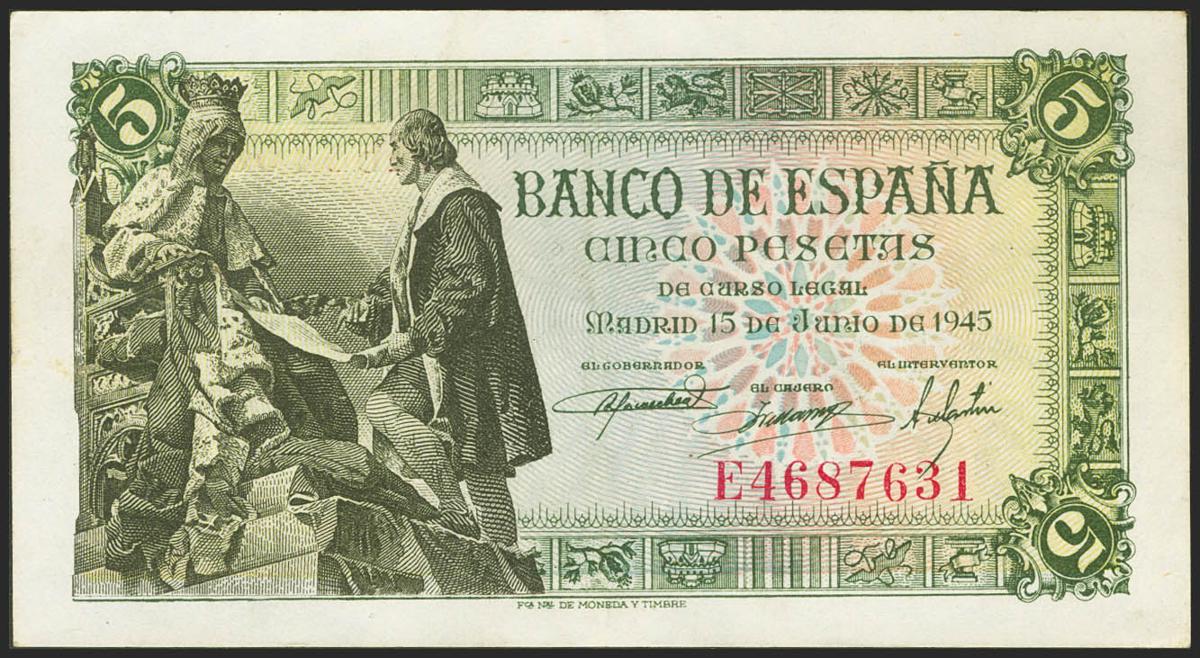 5
5
BANCO DE ESPAÑA
CINCO PESETAS
DE CURSO LEGAL
MADRID 15 DE JUNIO DE 1945
EL GOBERNADOR
EL INTERVENTOR
EL CAJERO
E4687631
5
FCA NAL DE MONEDA Y TIMBRE